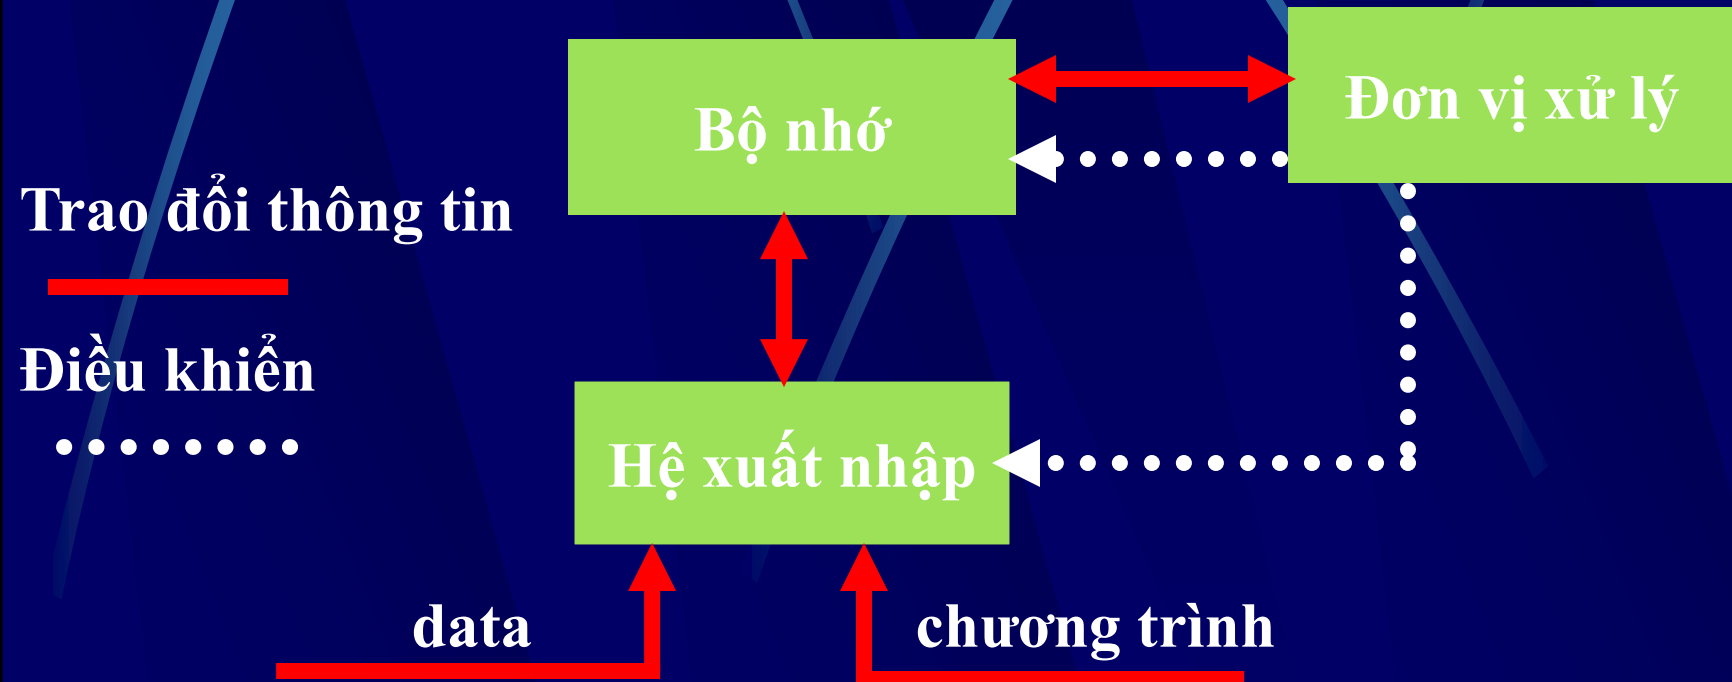 Bộ nhớ
Đơn vị xử lý
Trao đổi thông tin
Điều khiển
Hệ xuất nhập
data
chương trình